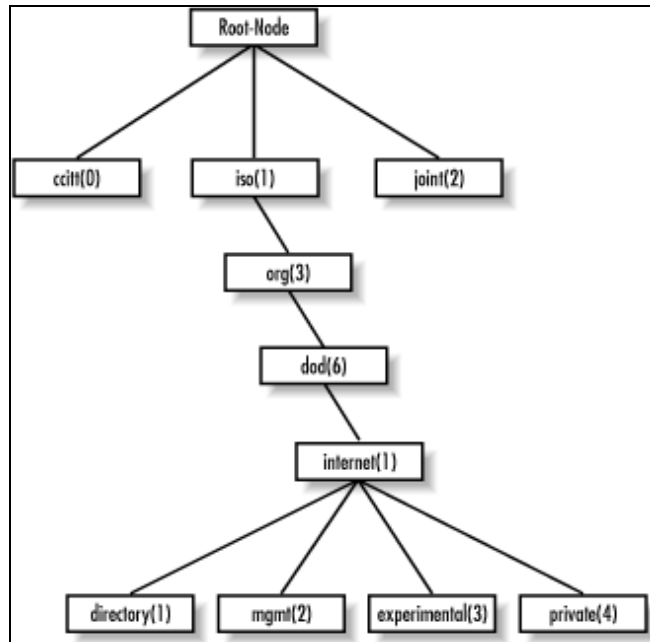 Root-Node
ccitt(0)
iso(1)
joint(2)
org(3)
dod(6)
internet(1)
directory(1)
mgmt(2)
experimental(3)
private(4)